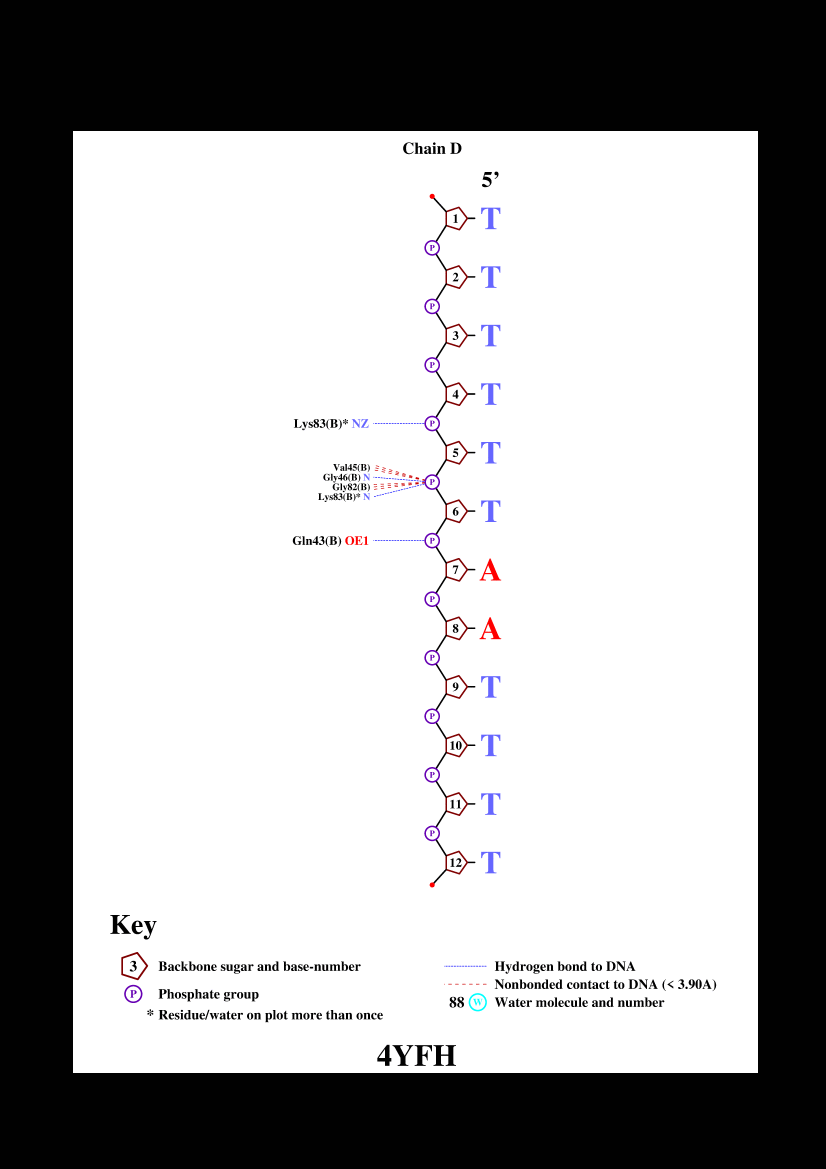 Chain D
5’
1 T
P
2 T
P
3 T
P
4 T
Lys83(B)* NZ P
5 T
Val45(B)
Gly46(B) N
P
Gly82(B)
Lys83(B)* N
6 T
Gln43(B) OE1 P
7 A
P
8 A
P
9 T
P
10 T
P
11 T
P
12 T
Key
3 Backbone sugar and base-number
P Phosphate group
* Residue/water on plot more than once
Hydrogen bond to DNA
Nonbonded contact to DNA (< 3.90A)
88 W Water molecule and number
4YFH